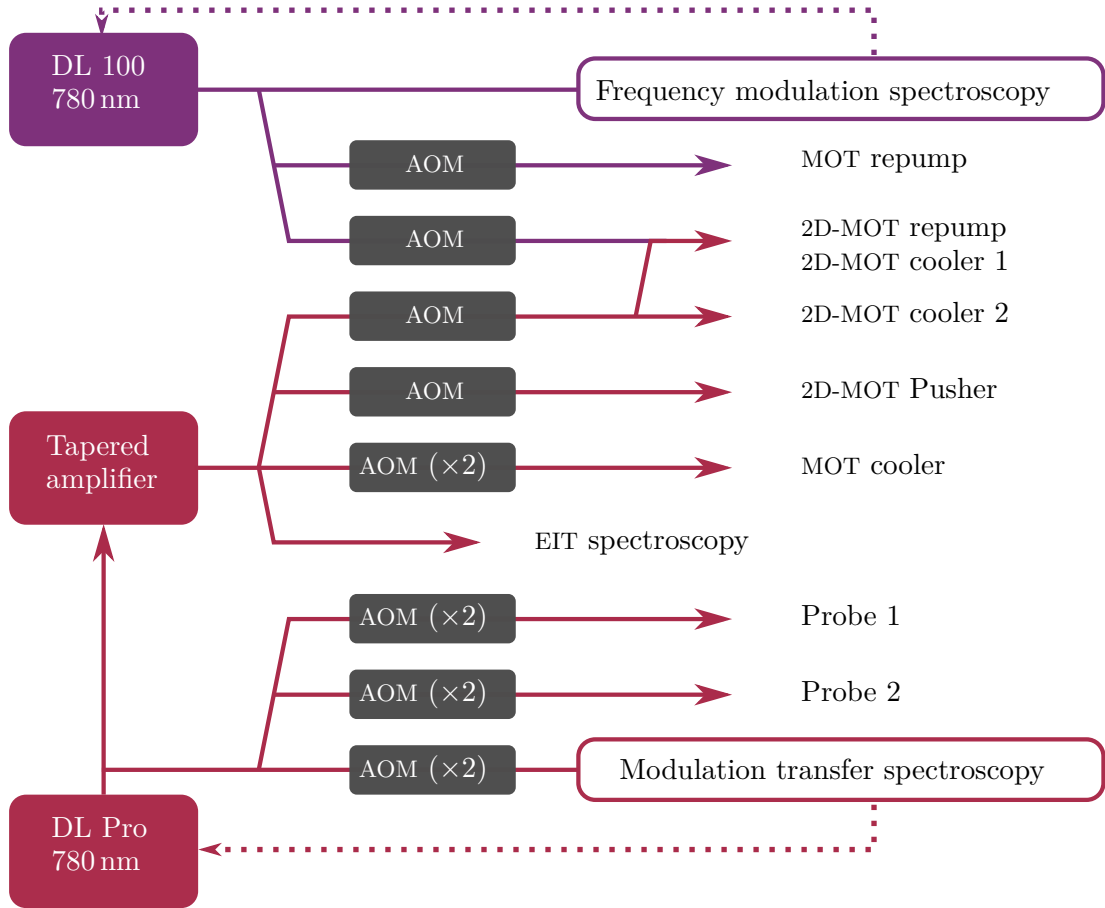 DL 100
780 nm
Frequency modulation spectroscopy
AOM
MOT repump
AOM
2D-MOT repump
2D-MOT cooler 1
AOM
2D-MOT cooler 2
AOM
2D-MOT Pusher
Tapered
amplifier
AOM (×2)
MOT cooler
EIT spectroscopy
AOM (×2)
Probe 1
AOM (×2)
Probe 2
AOM (×2)
Modulation transfer spectroscopy
DL Pro
780 nm